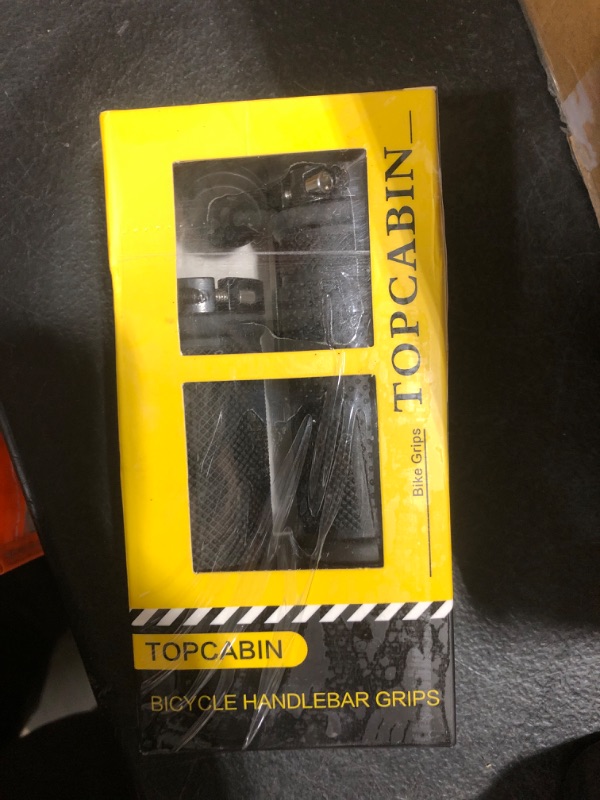 TOPCABIN
Bike Grips
TOPCABIN
BICYCLE HANDLEBAR GRIPS